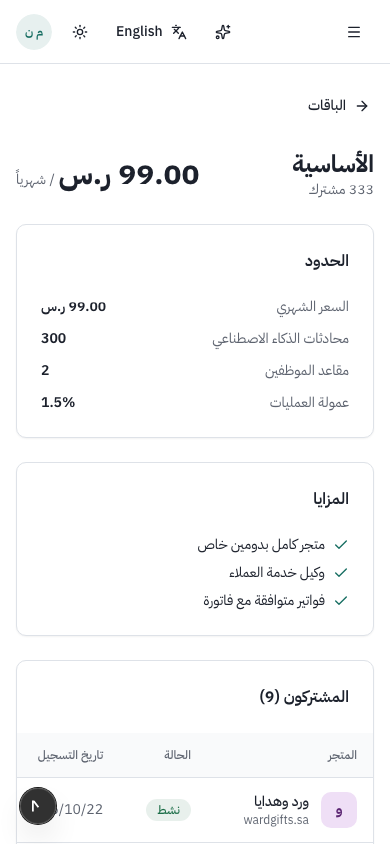 English
م ن
الباقات
الأساسية
99.00 ر.س / شهرياً
333 مشترك
الحدود
السعر الشهري 99.00 ر.س
محادثات الذكاء الاصطناعي 300
مقاعد الموظفين 2
عمولة العمليات 1.5%
المزايا
متجر كامل بدومين خاص
وكيل خدمة العملاء
فواتير متوافقة مع فاتورة
المشتركون (9)
المتجر الحالة تاريخ التسجيل
و ورد وهدايا نشط /10/22
wardgifts.sa